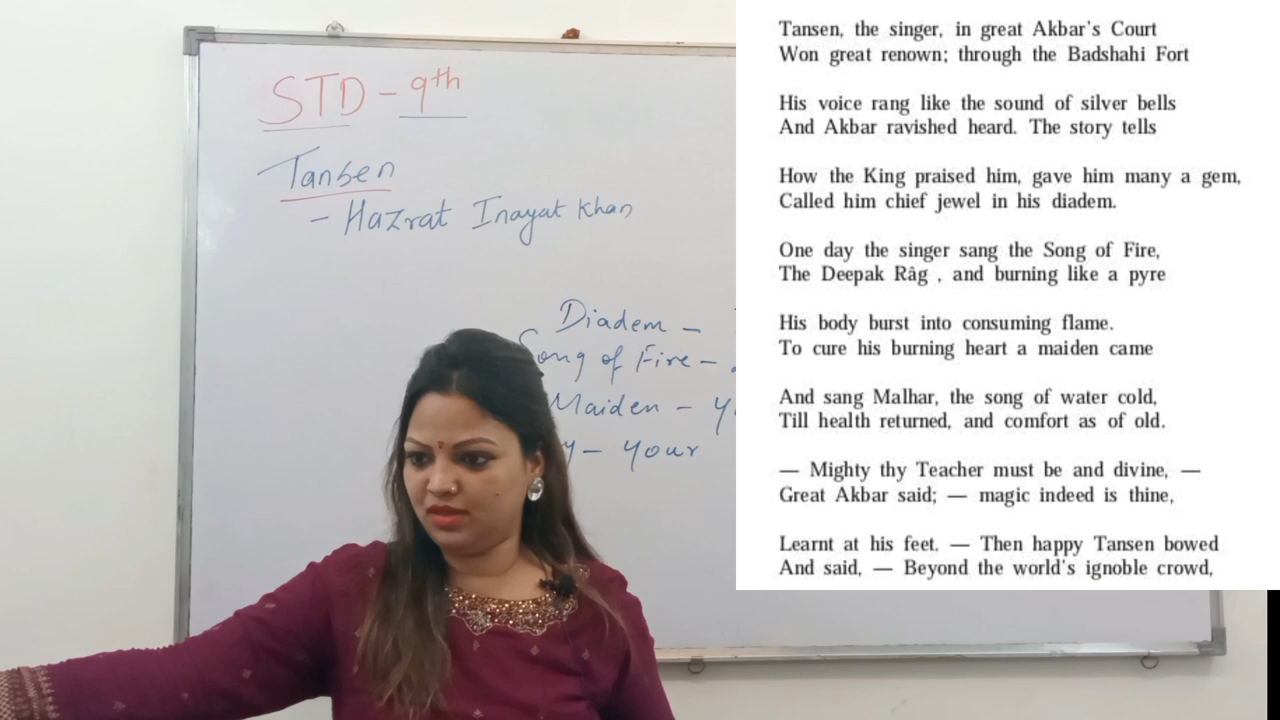 STD - 9th
Tansen
- Hazrat Inayat Khan
Diadem -
Song of Fire -
Maiden -
- your
Tansen, the singer, in great Akbar's Court
Won great renown; through the Badshahi Fort
His voice rang like the sound of silver bells
And Akbar ravished heard. The story tells
How the King praised him, gave him many a gem,
Called him chief jewel in his diadem.
One day the singer sang the Song of Fire,
The Deepak Râg , and burning like a pyre
His body burst into consuming flame.
To cure his burning heart a maiden came
And sang Malhar, the song of water cold,
Till health returned, and comfort as of old.
— Mighty thy Teacher must be and divine, —
Great Akbar said; — magic indeed is thine,
Learnt at his feet. — Then happy Tansen bowed
And said, — Beyond the world's ignoble crowd,